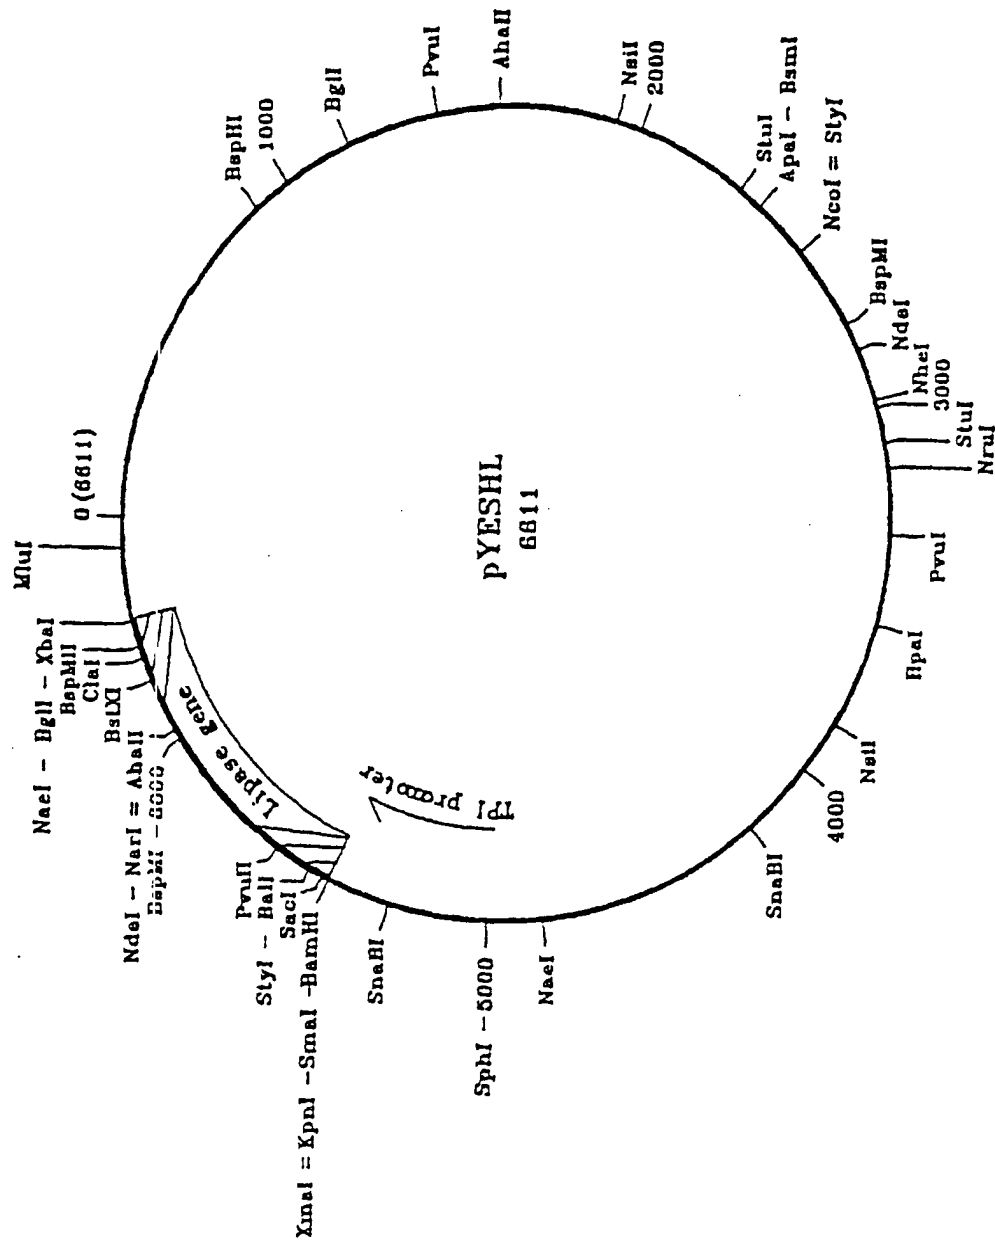 0 (6611)
BspHI
1000
BglI
PvuI
AhaII
NsiI
2000
StuI
ApaI - BsmI
NcoI = StyI
BspMI
NdeI
NheI
3000
StuI
NruI
PvuI
HpaI
NsiI
4000
SnaBI
NaeI
SphI - 5000
SnaBI
XmaI = KpnI -SmaI -BamHI
SacI
StyI - BalI
PvuII
BspMI - 6000
NdeI - NarI = AhaII
BstXI
ClaI
BspMII
NaeI - BglI - XbaI
MluI
Lipase gene
TPI promoter
pYESHL
6611